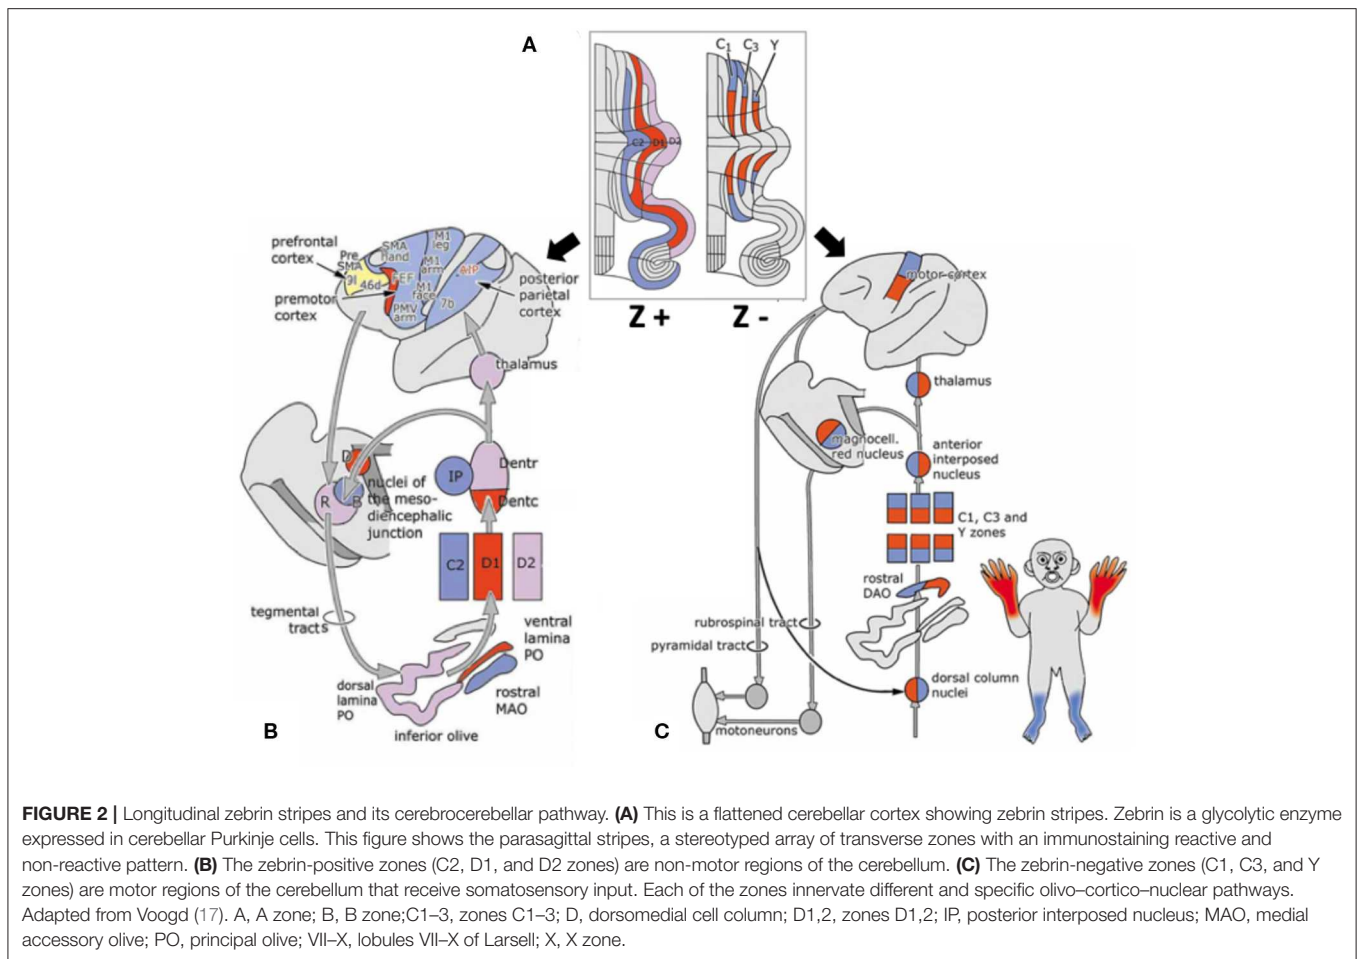 A
C1 C3 Y
C2 D1 D2
Z +
Z -
prefrontal
cortex
Pre
SMA
9l
46d
SMA
hand
M1
leg
M1
arm
FEF
M1
face
AIP
7b
PMV
arm
premotor
cortex
posterior
parietal
cortex
thalamus
D
R
B
nuclei of
the meso-
diencephalic
junction
IP
Dentr
Dentc
C2
D1
D2
tegmental
tracts
ventral
lamina
PO
dorsal
lamina
PO
rostral
MAO
inferior olive
B
motor cortex
thalamus
magnocell.
red nucleus
anterior
interposed
nucleus
C1, C3 and
Y zones
rostral
DAO
rubrospinal tract
pyramidal tract
dorsal column
nuclei
motoneurons
C
FIGURE 2 | Longitudinal zebrin stripes and its cerebrocerebellar pathway. (A) This is a flattened cerebellar cortex showing zebrin stripes. Zebrin is a glycolytic enzyme
expressed in cerebellar Purkinje cells. This figure shows the parasagittal stripes, a stereotyped array of transverse zones with an immunostaining reactive and
non-reactive pattern. (B) The zebrin-positive zones (C2, D1, and D2 zones) are non-motor regions of the cerebellum. (C) The zebrin-negative zones (C1, C3, and Y
zones) are motor regions of the cerebellum that receive somatosensory input. Each of the zones innervate different and specific olivo–cortico–nuclear pathways.
Adapted from Voogd (17). A, A zone; B, B zone;C1–3, zones C1–3; D, dorsomedial cell column; D1,2, zones D1,2; IP, posterior interposed nucleus; MAO, medial
accessory olive; PO, principal olive; VII–X, lobules VII–X of Larsell; X, X zone.